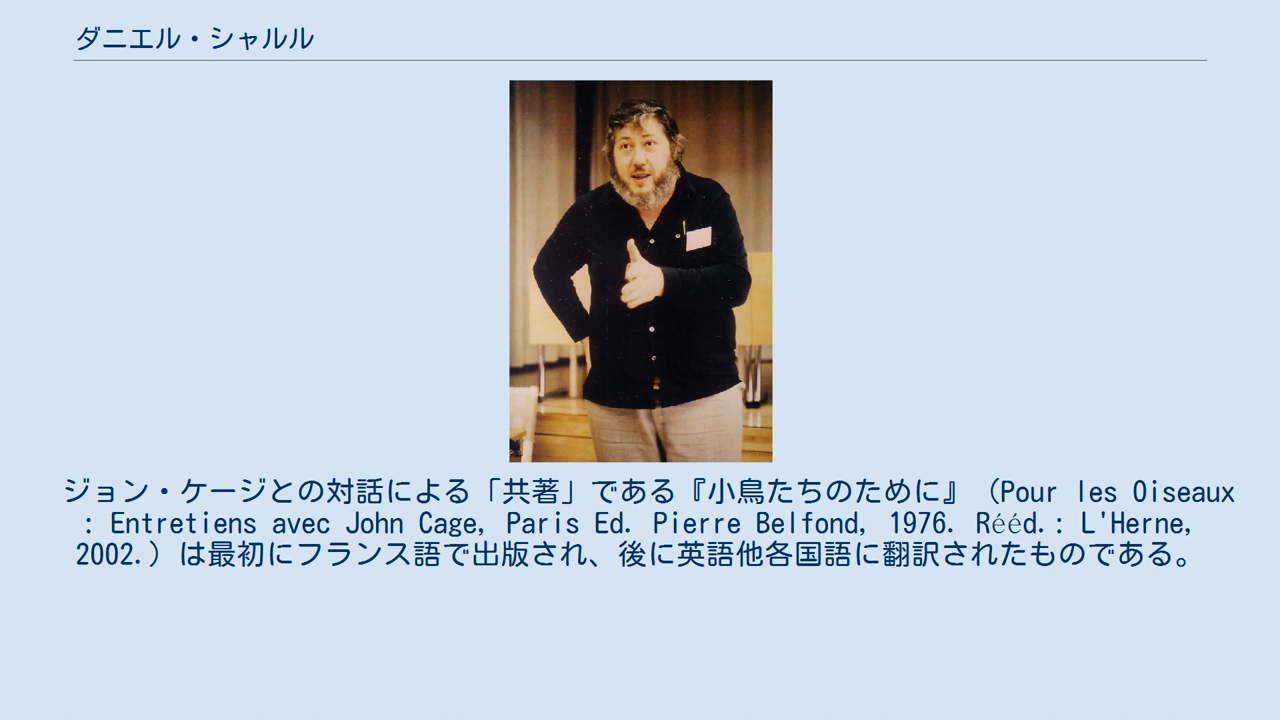 ダニエル・シャルル
ジョン・ケージとの対話による「共著」である『小鳥たちのために』（Pour les Oiseaux
: Entretiens avec John Cage, Paris Ed. Pierre Belfond, 1976. Rééd.: L'Herne,
2002.）は最初にフランス語で出版され、後に英語他各国語に翻訳されたものである。